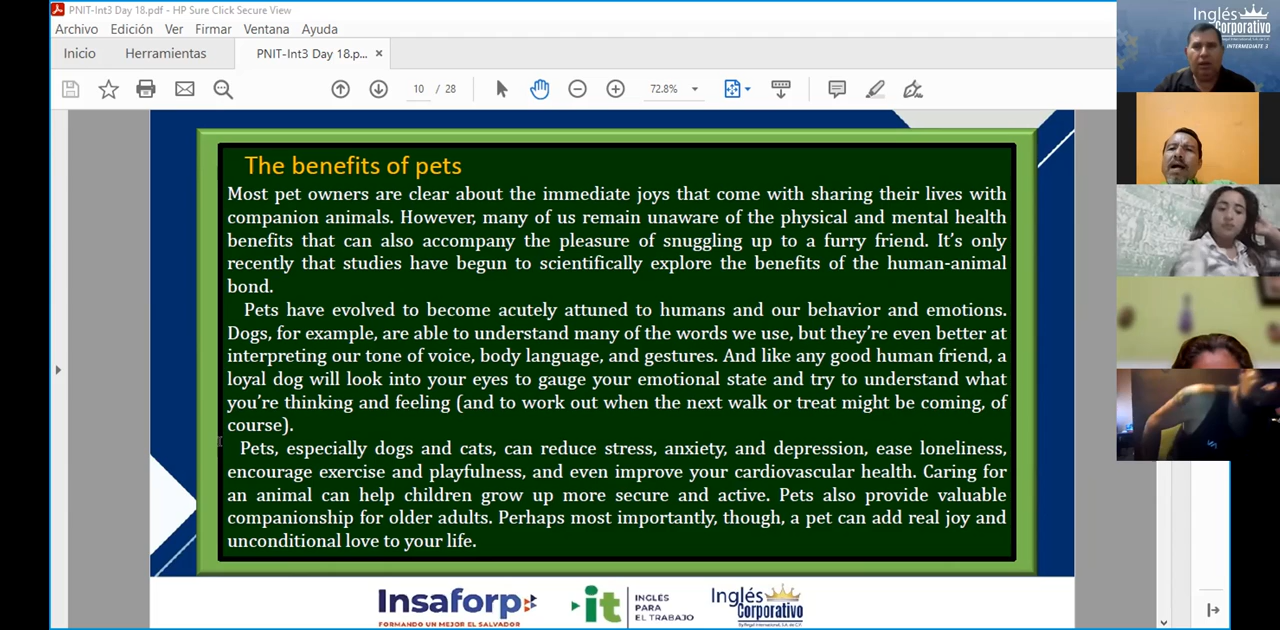 PNIT-Int3 Day 18.pdf - HP Sure Click Secure View
Archivo Edición Ver Firmar Ventana Ayuda
Inicio Herramientas PNIT-Int3 Day 18.p... ×
10 / 28 72.8%
The benefits of pets
Most pet owners are clear about the immediate joys that come with sharing their lives with
companion animals. However, many of us remain unaware of the physical and mental health
benefits that can also accompany the pleasure of snuggling up to a furry friend. It's only
recently that studies have begun to scientifically explore the benefits of the human-animal
bond.
Pets have evolved to become acutely attuned to humans and our behavior and emotions.
Dogs, for example, are able to understand many of the words we use, but they're even better at
interpreting our tone of voice, body language, and gestures. And like any good human friend, a
loyal dog will look into your eyes to gauge your emotional state and try to understand what
you're thinking and feeling (and to work out when the next walk or treat might be coming, of
course).
Pets, especially dogs and cats, can reduce stress, anxiety, and depression, ease loneliness,
encourage exercise and playfulness, and even improve your cardiovascular health. Caring for
an animal can help children grow up more secure and active. Pets also provide valuable
companionship for older adults. Perhaps most importantly, though, a pet can add real joy and
unconditional love to your life.
Insaforp
FORMANDO UN MEJOR EL SALVADOR
it
INGLÉS
PARA
EL TRABAJO
Inglés
Corporativo
Inglés
Corporativo
INTERMEDIATE 3